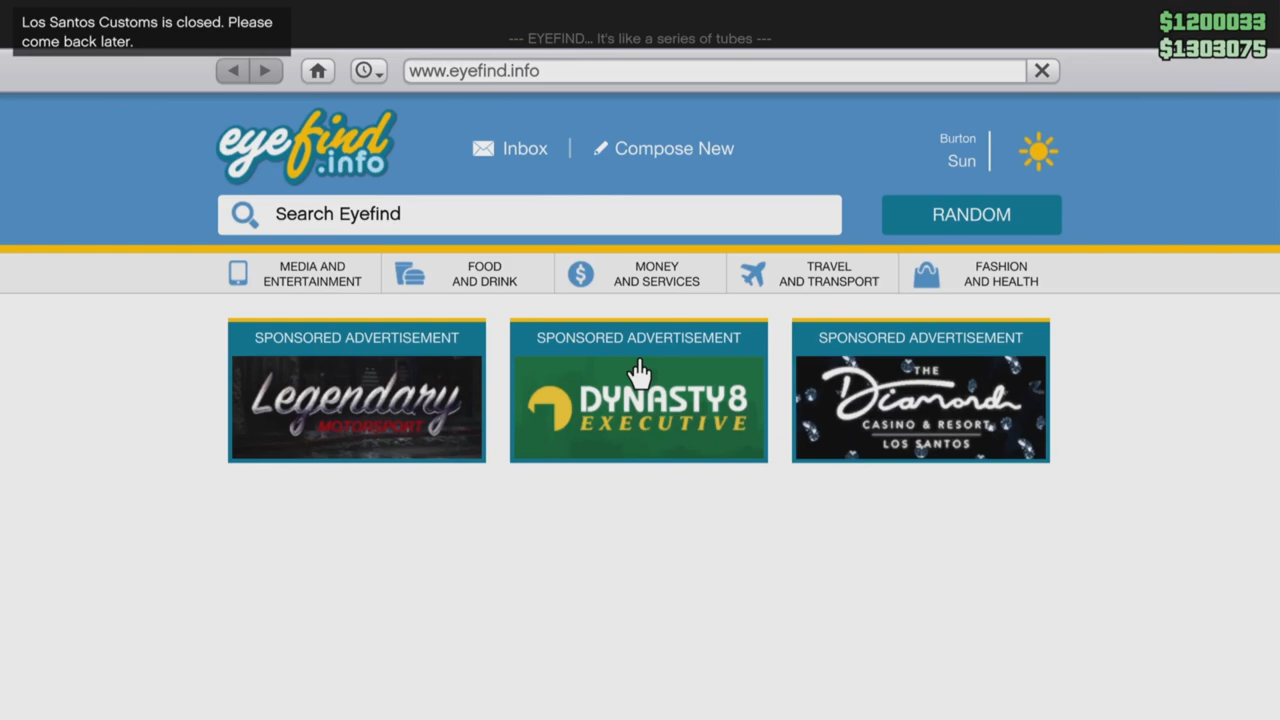 Los Santos Customs is closed. Please
come back later.
--- EYEFIND... It's like a series of tubes ---
$1200033
$1303075
www.eyefind.info
eyefind
.info
Inbox
Compose New
Burton
Sun
Search Eyefind
RANDOM
MEDIA AND
ENTERTAINMENT
FOOD
AND DRINK
MONEY
AND SERVICES
TRAVEL
AND TRANSPORT
FASHION
AND HEALTH
SPONSORED ADVERTISEMENT
Legendary
MOTORSPORT
SPONSORED ADVERTISEMENT
DYNASTY8
EXECUTIVE
SPONSORED ADVERTISEMENT
THE
Diamond
CASINO & RESORT
LOS SANTOS